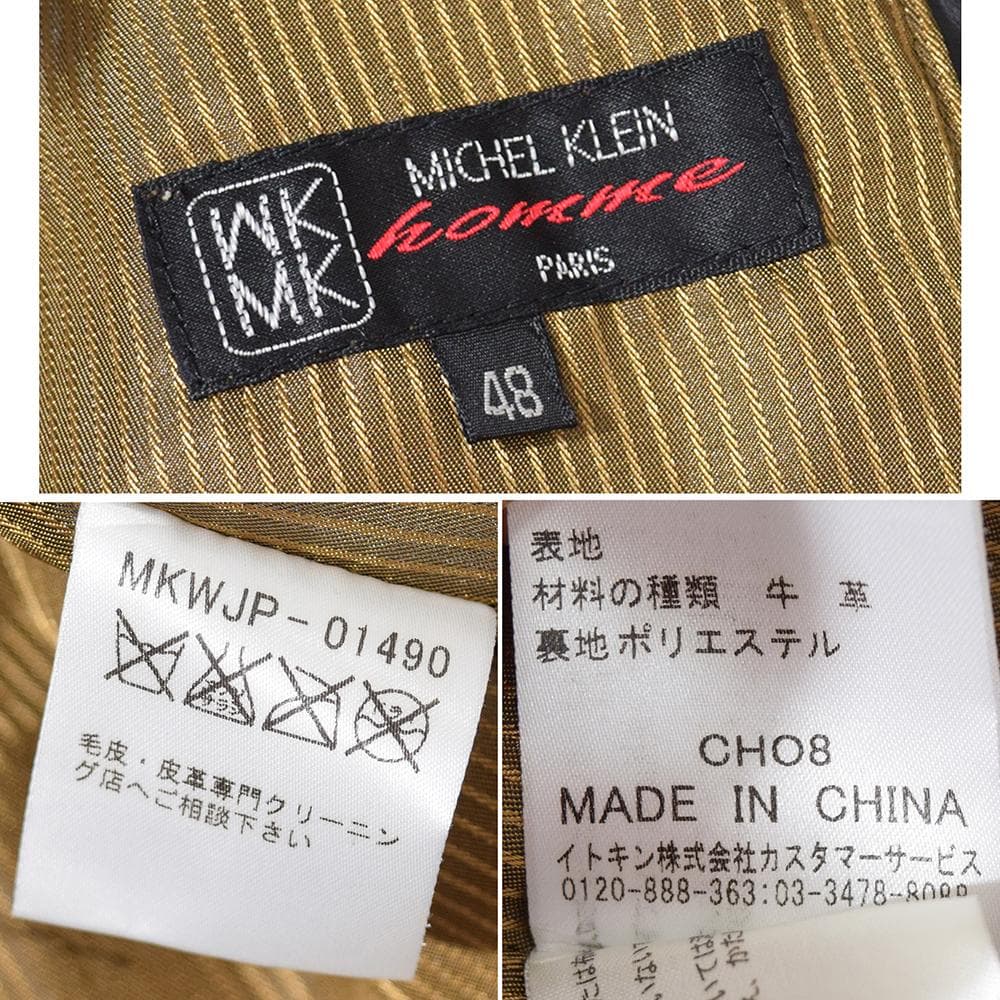 MK
MK
MICHEL KLEIN
homme
PARIS
48
MKWJP-01490
毛皮・皮革専門クリーニン
グ店へご相談下さい
表地
材料の種類 牛 革
裏地ポリエステル
CH08
MADE IN CHINA
イトキン株式会社カスタマーサービス
0120-888-363:03-3478-8088